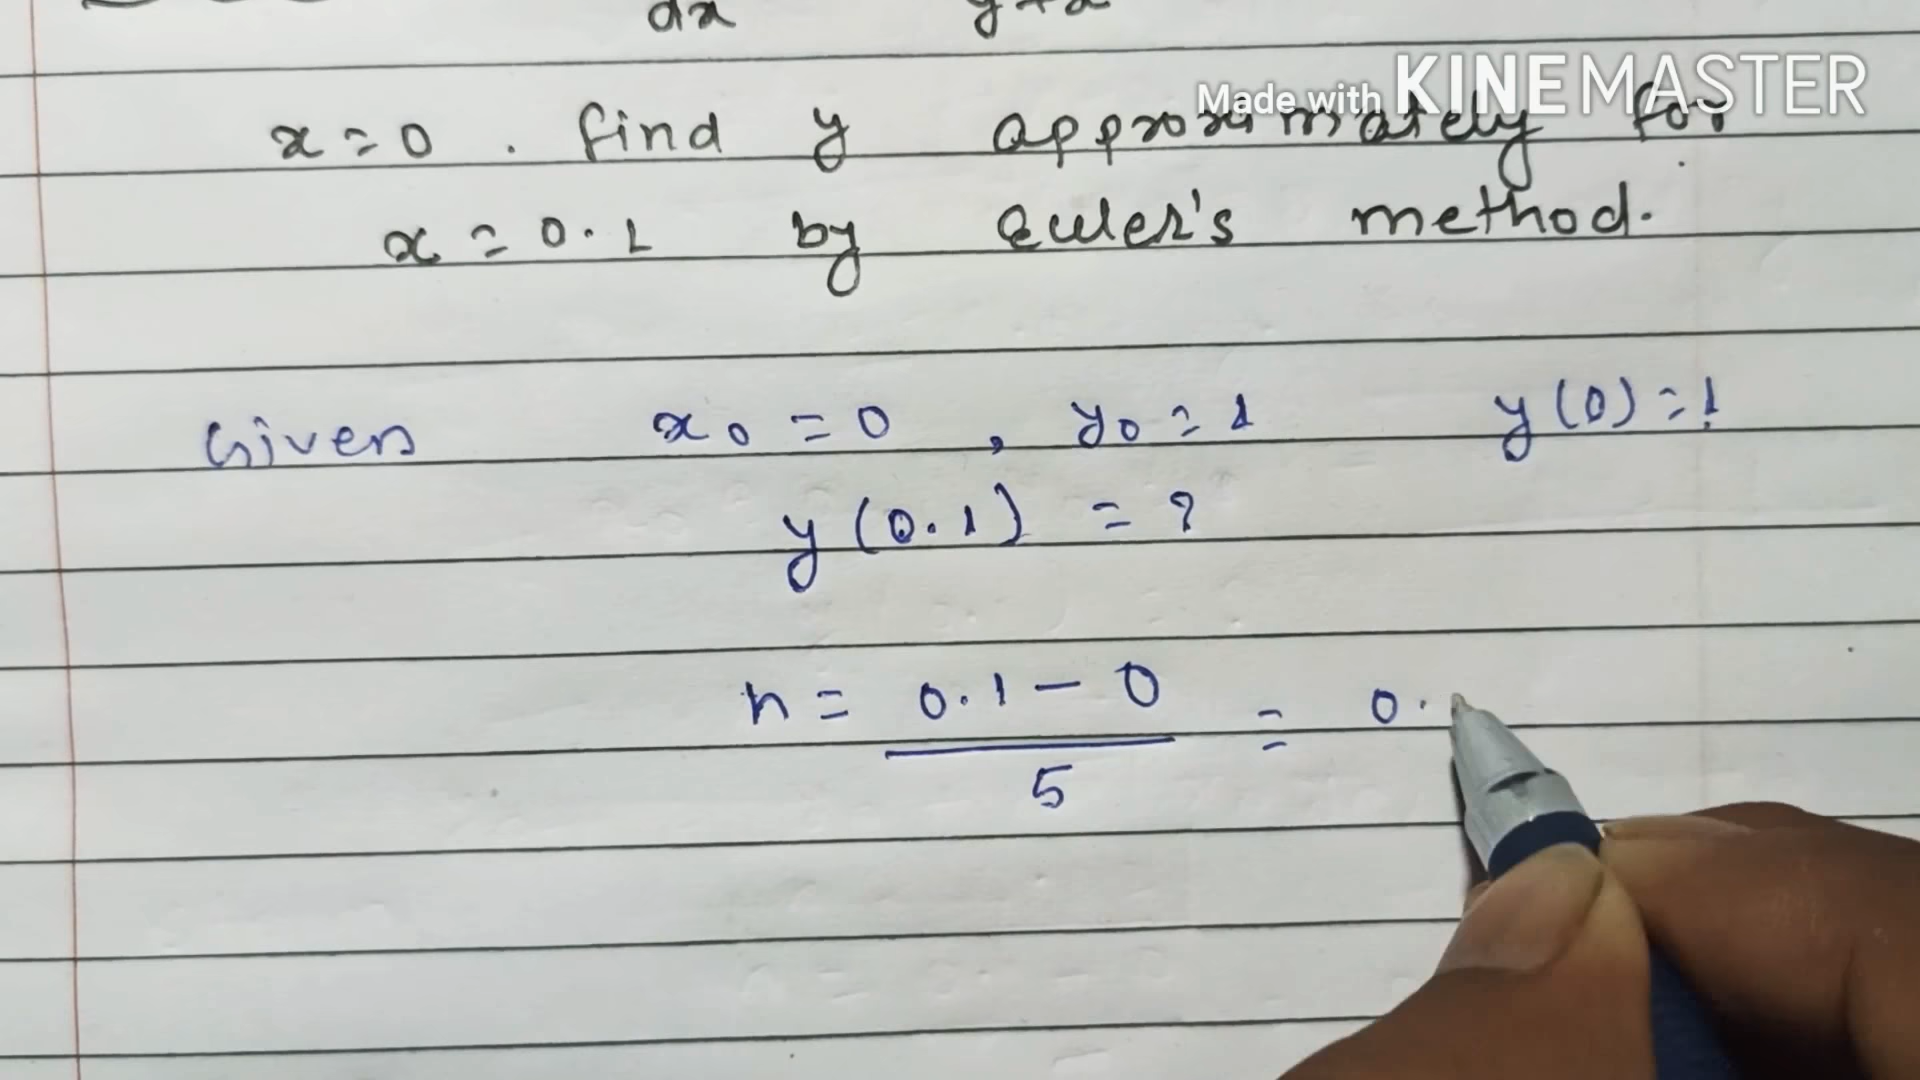 dx y+x
Made with KINEMASTER
x=0 . find y approximately for
x=0.1 by Euler's method.
Given x₀ = 0 , y₀ = 1 y(0)=1
y(0.1) = ?
h = 0.1 - 0 / 5 = 0.